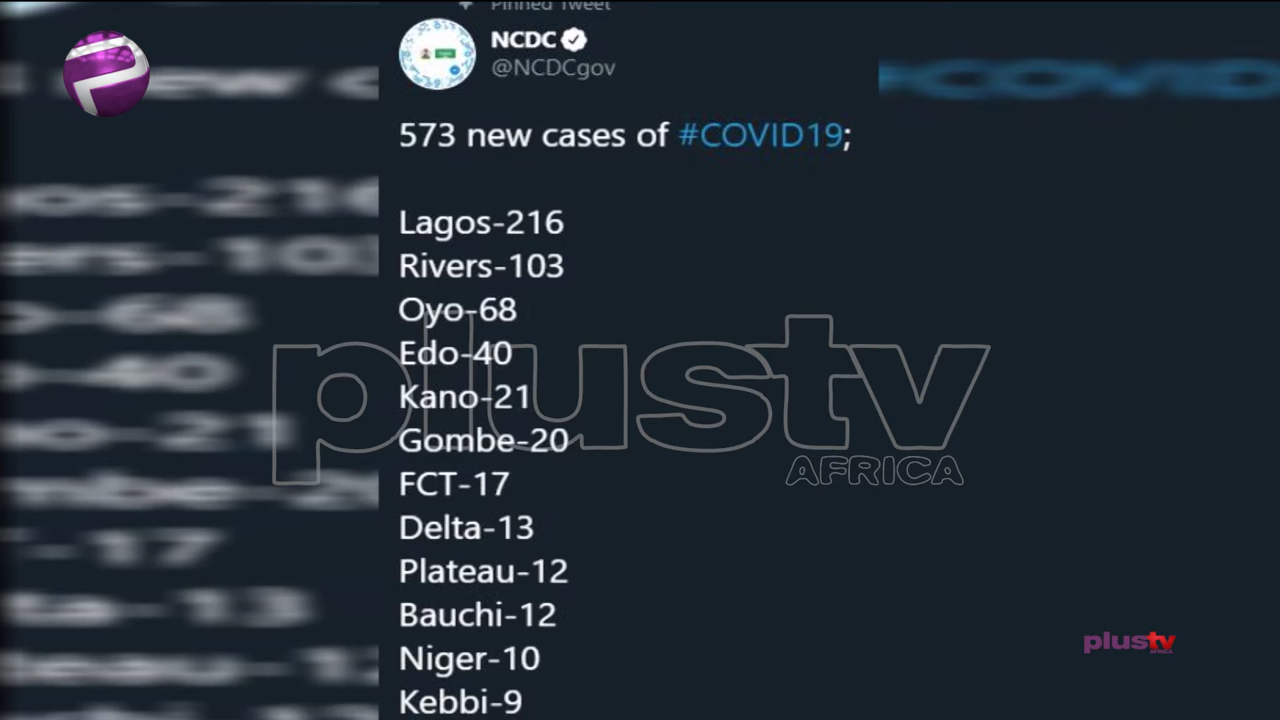 Pinned Tweet
NCDC
@NCDCgov
573 new cases of #COVID19;
Lagos-216
Rivers-103
Oyo-68
Edo-40
Kano-21
Gombe-20
FCT-17
Delta-13
Plateau-12
Bauchi-12
Niger-10
Kebbi-9
plustv
AFRICA
plustv
AFRICA